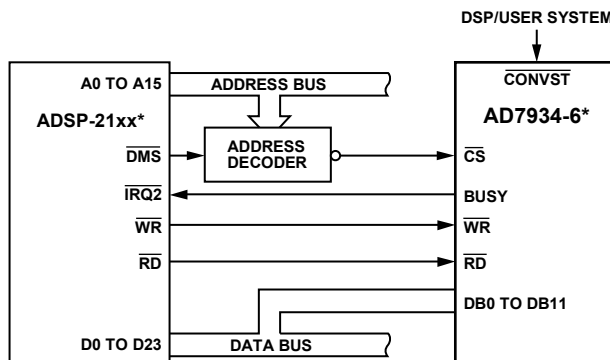 DSP/USER SYSTEM
A0 TO A15
ADDRESS BUS
CONVST
ADSP-21xx*
AD7934-6*
DMS
ADDRESS
DECODER
CS
IRQ2
BUSY
WR
WR
RD
RD
DB0 TO DB11
D0 TO D23
DATA BUS